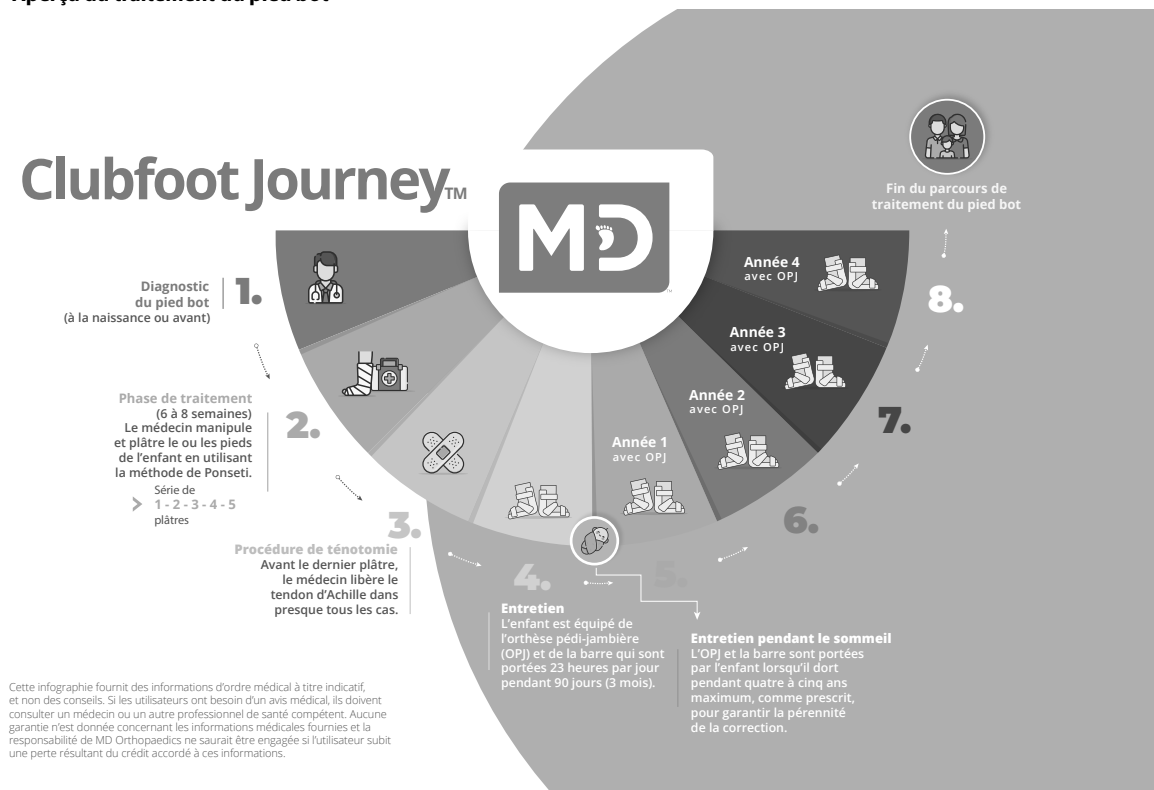 Aperçu du traitement du pied bot
Clubfoot Journey™
MD
™
1.
Diagnostic
du pied bot
(à la naissance ou avant)
2.
Phase de traitement
(6 à 8 semaines)
Le médecin manipule
et plâtre le ou les pieds
de l'enfant en utilisant
la méthode de Ponseti.
Série de
1 - 2 - 3 - 4 - 5
plâtres
3.
Procédure de ténotomie
Avant le dernier plâtre,
le médecin libère le
tendon d'Achille dans
presque tous les cas.
4.
Entretien
L'enfant est équipé de
l'orthèse pédi-jambière
(OPJ) et de la barre qui sont
portées 23 heures par jour
pendant 90 jours (3 mois).
5.
Entretien pendant le sommeil
L'OPJ et la barre sont portées
par l'enfant lorsqu'il dort
pendant quatre à cinq ans
maximum, comme prescrit,
pour garantir la pérennité
de la correction.
Année 1
avec OPJ
6.
Année 2
avec OPJ
7.
Année 3
avec OPJ
8.
Année 4
avec OPJ
Fin du parcours de
traitement du pied bot
Cette infographie fournit des informations d'ordre médical à titre indicatif,
et non des conseils. Si les utilisateurs ont besoin d'un avis médical, ils doivent
consulter un médecin ou un autre professionnel de santé compétent. Aucune
garantie n'est donnée concernant les informations médicales fournies et la
responsabilité de MD Orthopaedics ne saurait être engagée si l'utilisateur subit
une perte résultant du crédit accordé à ces informations.